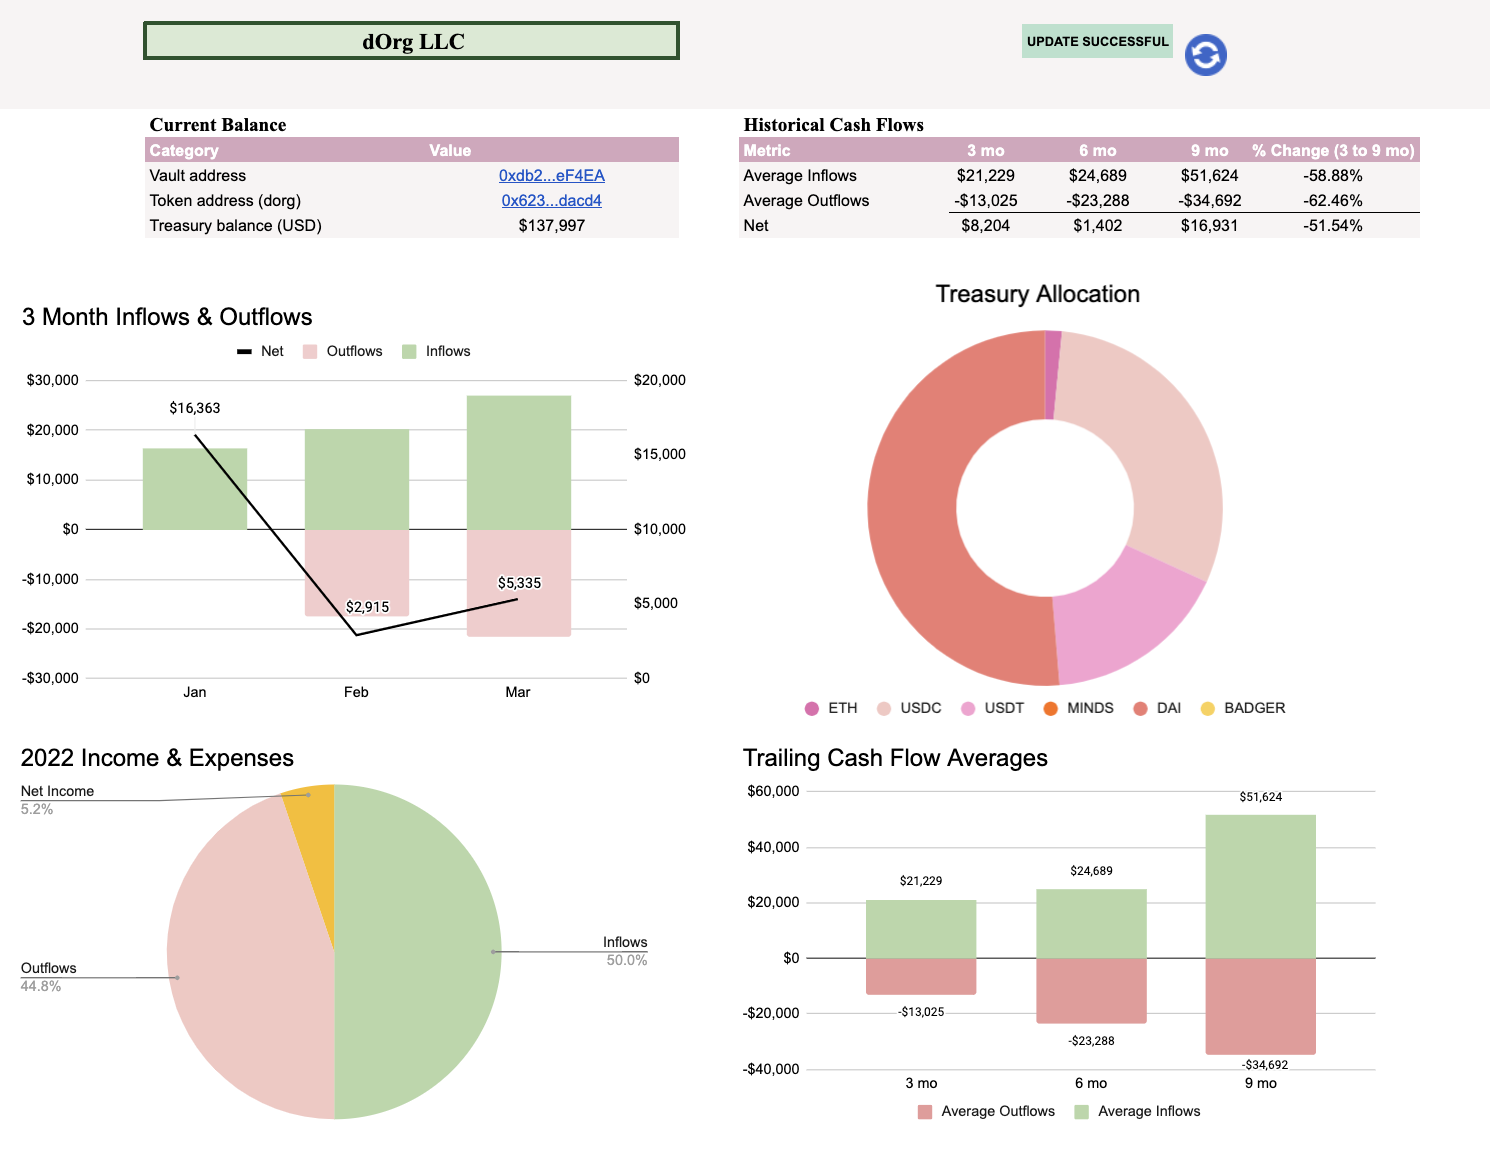 dOrg LLC
UPDATE SUCCESSFUL
Current Balance
Category Value
Vault address 0xdb2...eF4EA
Token address (dorg) 0x623...dacd4
Treasury balance (USD) $137,997
Historical Cash Flows
Metric 3 mo 6 mo 9 mo % Change (3 to 9 mo)
Average Inflows $21,229 $24,689 $51,624 -58.88%
Average Outflows -$13,025 -$23,288 -$34,692 -62.46%
Net $8,204 $1,402 $16,931 -51.54%
3 Month Inflows & Outflows
Net Outflows Inflows
$30,000 $20,000
$16,363
$20,000
$15,000
$10,000
$0 $10,000
-$10,000
$5,335
$2,915 $5,000
-$20,000
-$30,000 $0
Jan Feb Mar
Treasury Allocation
ETH USDC USDT MINDS DAI BADGER
2022 Income & Expenses
Net Income
5.2%
Inflows
50.0%
Outflows
44.8%
Trailing Cash Flow Averages
$60,000
$51,624
$40,000
$24,689
$21,229
$20,000
$0
-$13,025
-$20,000
-$23,288
-$34,692
-$40,000
3 mo 6 mo 9 mo
Average Outflows Average Inflows